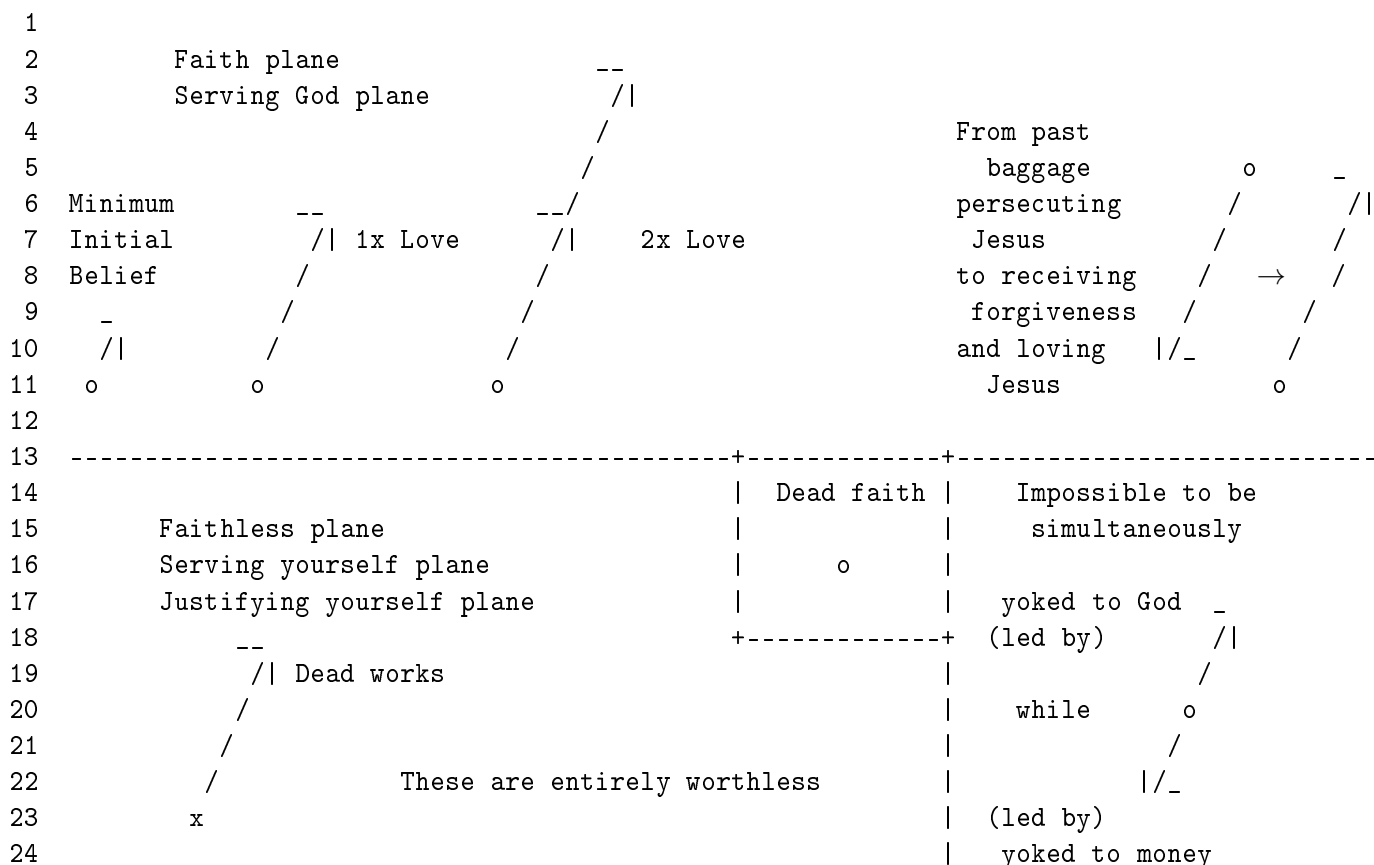 1
2 Faith plane __
3 Serving God plane /|
4 / From past
5 / baggage o _
6 Minimum __ __/ persecuting / /|
7 Initial /| 1x Love /| 2x Love Jesus / /
8 Belief / / to receiving / → /
9 _ / / forgiveness / /
10 /| / / and loving |/_ /
11 o o o Jesus o
12
13 --------------------------------------------+-------------+----------------------------
14 | Dead faith | Impossible to be
15 Faithless plane | | simultaneously
16 Serving yourself plane | o |
17 Justifying yourself plane | | yoked to God _
18 __ +-------------+ (led by) /|
19 /| Dead works | /
20 / | while o
21 / | /
22 / These are entirely worthless | |/_
23 x | (led by)
24 | yoked to money